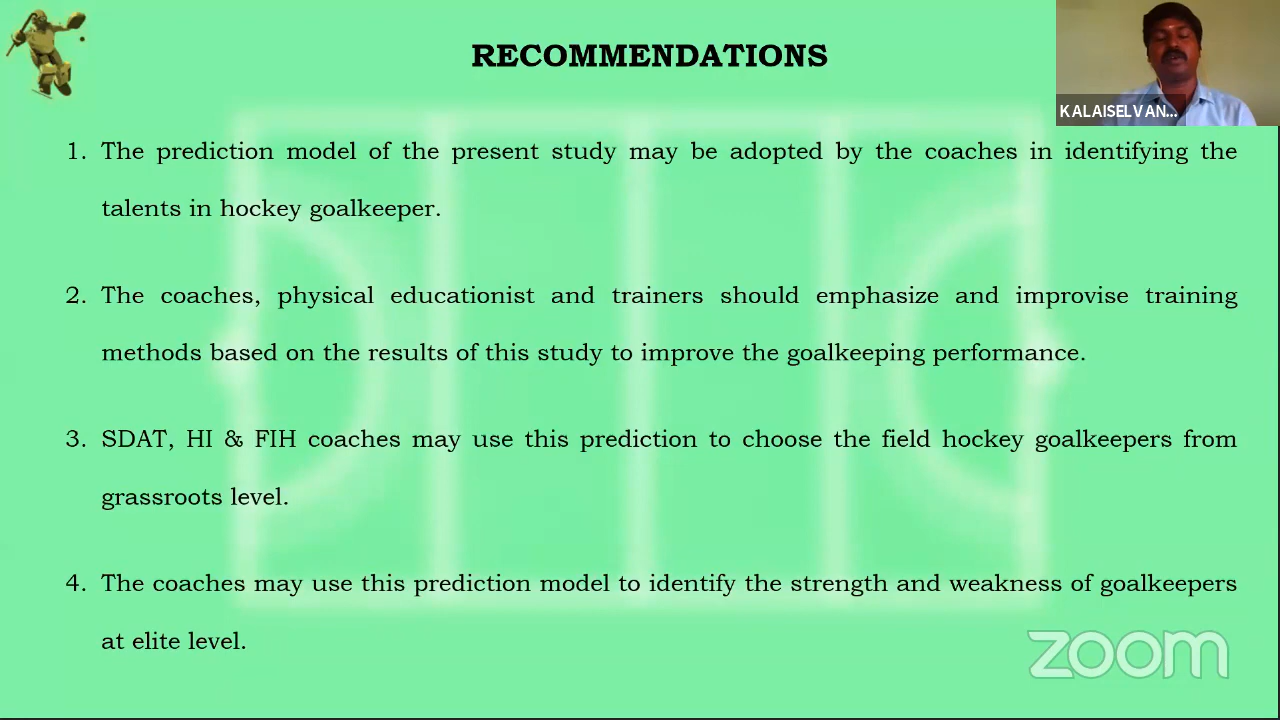 RECOMMENDATIONS
KALAISELVAN...
1. The prediction model of the present study may be adopted by the coaches in identifying the
talents in hockey goalkeeper.
2. The coaches, physical educationist and trainers should emphasize and improvise training
methods based on the results of this study to improve the goalkeeping performance.
3. SDAT, HI & FIH coaches may use this prediction to choose the field hockey goalkeepers from
grassroots level.
4. The coaches may use this prediction model to identify the strength and weakness of goalkeepers
at elite level.
zoom